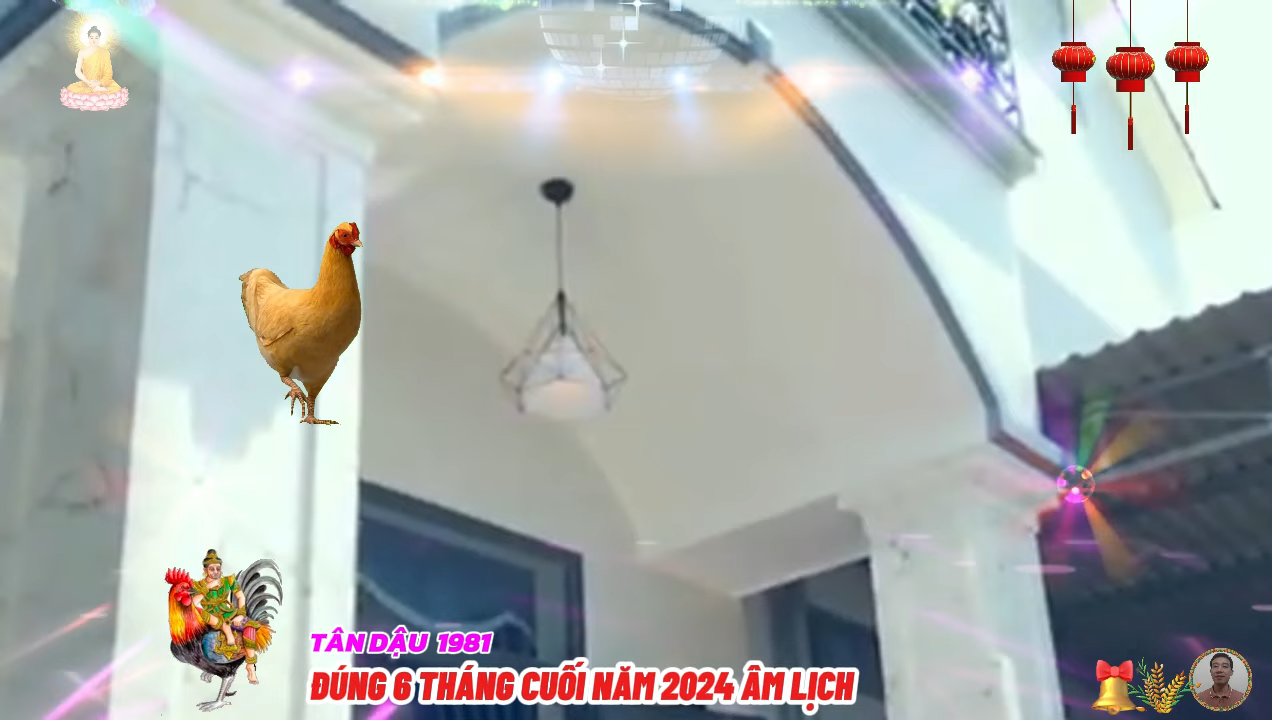 TÂN DẬU 1981
ĐÚNG 6 THÁNG CUỐI NĂM 2024 ÂM LỊCH